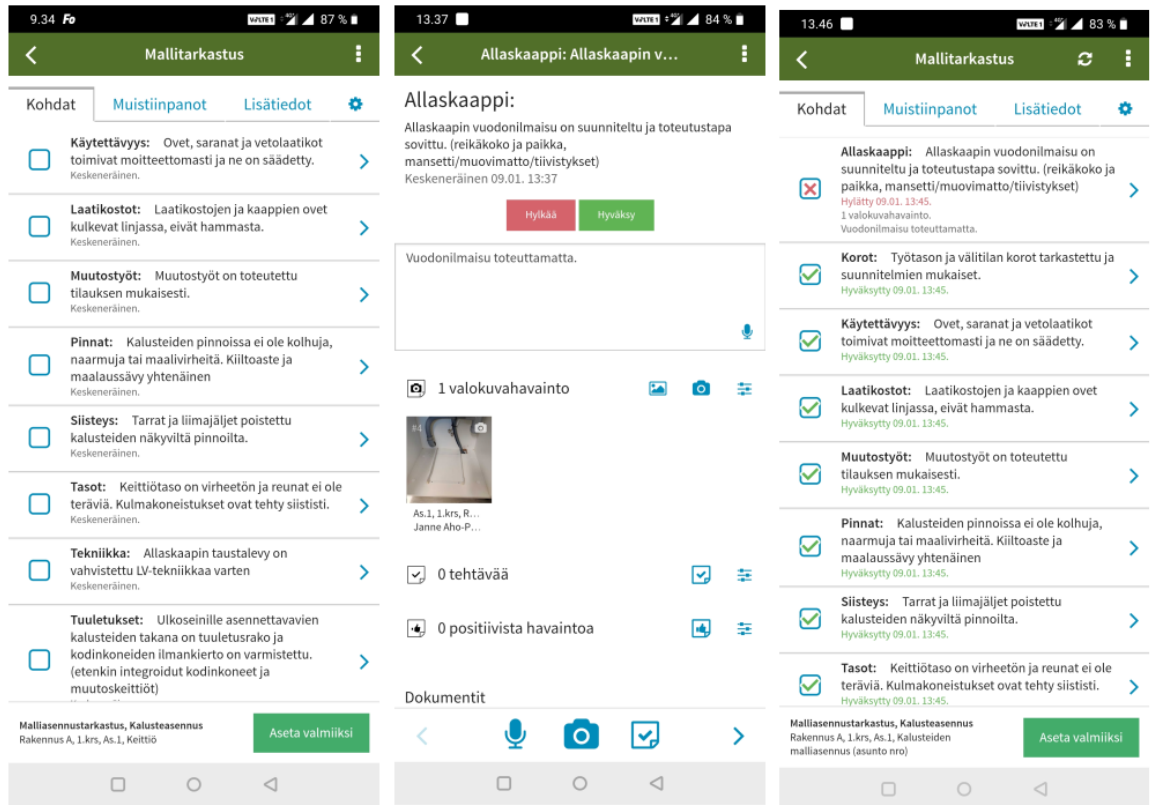 9.34 Fo VoLTE1 4G+ 87 %
Mallitarkastus
Kohdat Muistiinpanot Lisätiedot
Käytettävyys: Ovet, saranat ja vetolaatikot
toimivat moitteettomasti ja ne on säädetty.
Keskeneräinen.
Laatikostot: Laatikostojen ja kaappien ovet
kulkevat linjassa, eivät hammasta.
Keskeneräinen.
Muutostyöt: Muutostyöt on toteutettu
tilauksen mukaisesti.
Keskeneräinen.
Pinnat: Kalusteiden pinnoissa ei ole kolhuja,
naarmuja tai maalivirheitä. Kiiltoaste ja
maalaussävy yhtenäinen
Keskeneräinen.
Siisteys: Tarrat ja liimajäljet poistettu
kalusteiden näkyviltä pinnoilta.
Keskeneräinen.
Tasot: Keittiötaso on virheetön ja reunat ei ole
teräviä. Kulmakoneistukset ovat tehty siististi.
Keskeneräinen.
Tekniikka: Allaskaapin taustalevy on
vahvistettu LV-tekniikkaa varten
Keskeneräinen.
Tuuletukset: Ulkoseinille asennettavavien
kalusteiden takana on tuuletusrako ja
kodinkoneiden ilmankierto on varmistettu.
(etenkin integroidut kodinkoneet ja
muutoskeittiöt)
Malliasennustarkastus, Kalusteasennus
Rakennus A, 1.krs, As.1, Keittiö
Aseta valmiiksi
13.37 VoLTE1 4G+ 84 %
Allaskaappi: Allaskaapin v...
Allaskaappi:
Allaskaapin vuodonilmaisu on suunniteltu ja toteutustapa
sovittu. (reikäkoko ja paikka,
mansetti/muovimatto/tiivistykset)
Keskeneräinen 09.01. 13:37
Hylkää Hyväksy
Vuodonilmaisu toteuttamatta.
1 valokuvahavainto
#4
As.1, 1.krs, R...
Janne Aho-P...
0 tehtävää
0 positiivista havaintoa
Dokumentit
13.46 VoLTE1 4G+ 83 %
Mallitarkastus
Kohdat Muistiinpanot Lisätiedot
Allaskaappi: Allaskaapin vuodonilmaisu on
suunniteltu ja toteutustapa sovittu. (reikäkoko ja
paikka, mansetti/muovimatto/tiivistykset)
Hylätty 09.01. 13:45.
1 valokuvahavainto.
Vuodonilmaisu toteuttamatta.
Korot: Työtason ja välitilan korot tarkastettu ja
suunnitelmien mukaiset.
Hyväksytty 09.01. 13:45.
Käytettävyys: Ovet, saranat ja vetolaatikot
toimivat moitteettomasti ja ne on säädetty.
Hyväksytty 09.01. 13:45.
Laatikostot: Laatikostojen ja kaappien ovet
kulkevat linjassa, eivät hammasta.
Hyväksytty 09.01. 13:45.
Muutostyöt: Muutostyöt on toteutettu
tilauksen mukaisesti.
Hyväksytty 09.01. 13:45.
Pinnat: Kalusteiden pinnoissa ei ole kolhuja,
naarmuja tai maalivirheitä. Kiiltoaste ja
maalaussävy yhtenäinen
Hyväksytty 09.01. 13:45.
Siisteys: Tarrat ja liimajäljet poistettu
kalusteiden näkyviltä pinnoilta.
Hyväksytty 09.01. 13:45.
Tasot: Keittiötaso on virheetön ja reunat ei ole
teräviä. Kulmakoneistukset ovat tehty siististi.
Hyväksytty 09.01. 13:45.
Malliasennustarkastus, Kalusteasennus
Rakennus A, 1.krs, As.1, Kalusteiden
malliasennus (asunto nro)
Aseta valmiiksi